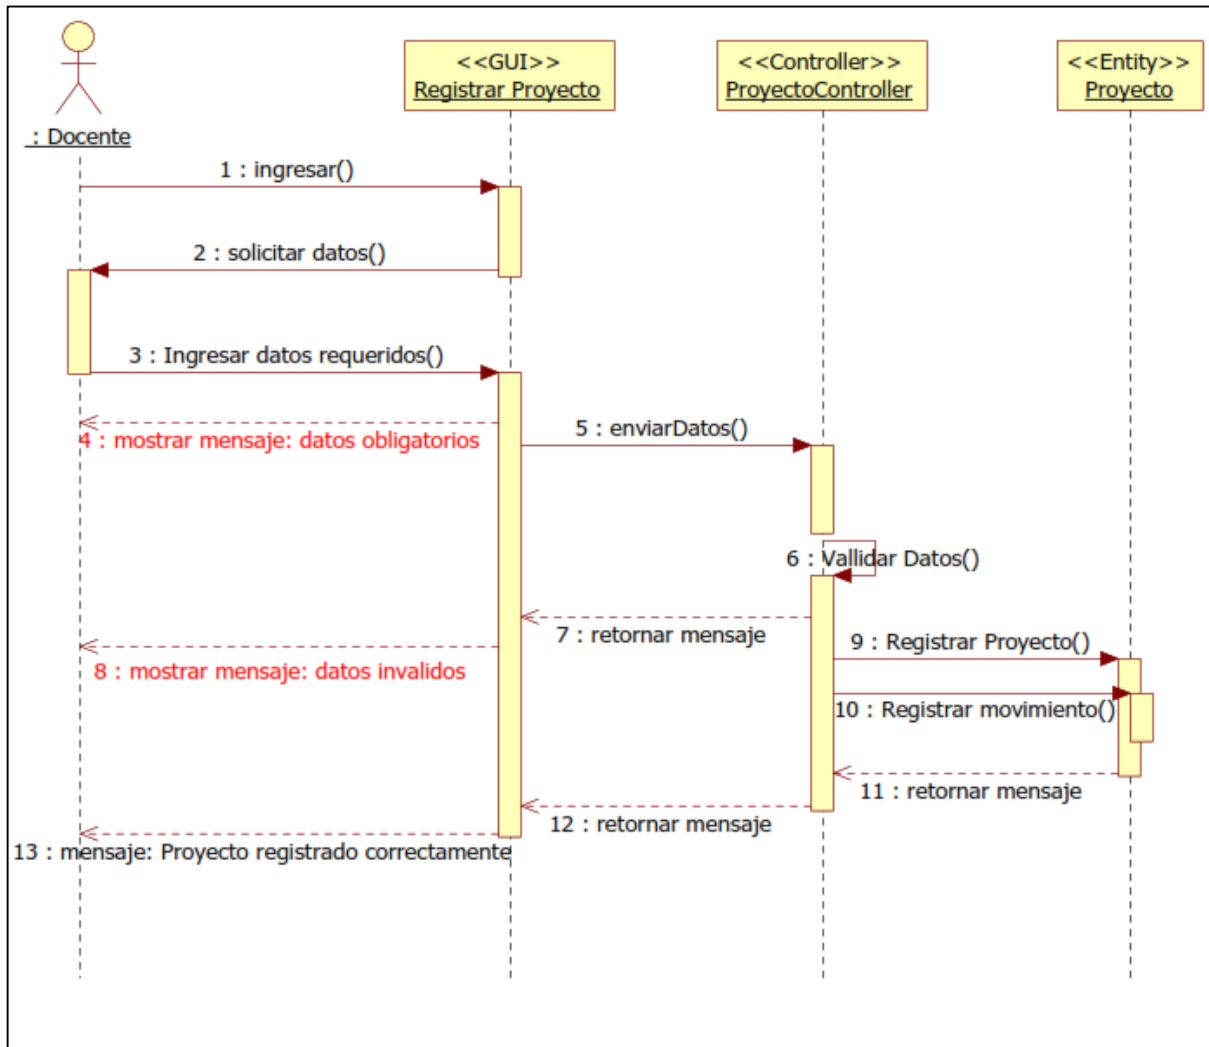 <<GUI>>
Registrar Proyecto
<<Controller>>
ProyectoController
<<Entity>>
Proyecto
: Docente
1 : ingresar()
2 : solicitar datos()
3 : Ingresar datos requeridos()
4 : mostrar mensaje: datos obligatorios
5 : enviarDatos()
6 : Vallidar Datos()
7 : retornar mensaje
8 : mostrar mensaje: datos invalidos
9 : Registrar Proyecto()
10 : Registrar movimiento()
11 : retornar mensaje
12 : retornar mensaje
13 : mensaje: Proyecto registrado correctamente